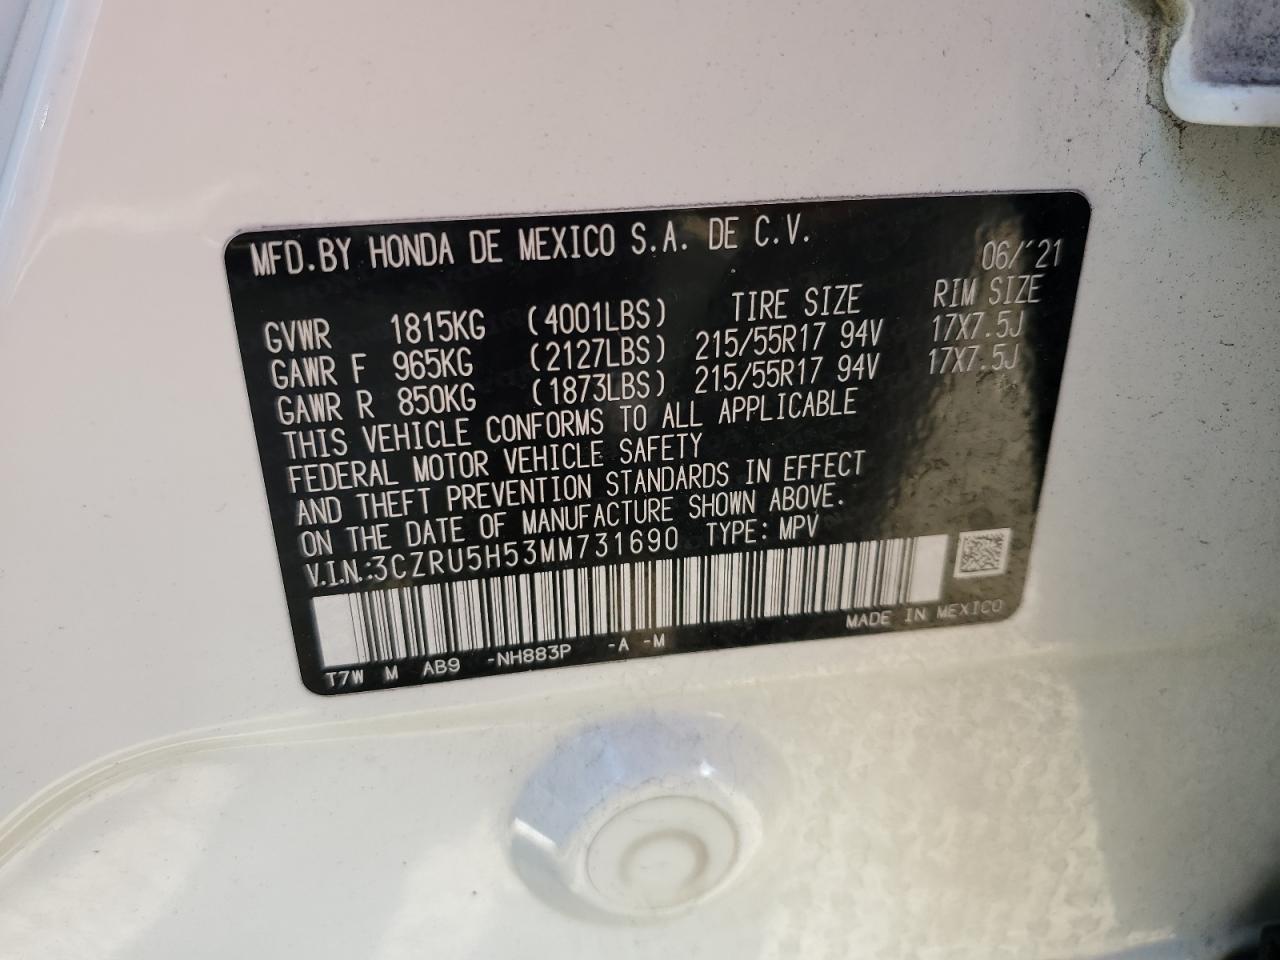 MFD.BY HONDA DE MEXICO S.A. DE C.V. 06/'21
TIRE SIZE RIM SIZE
GVWR 1815KG (4001LBS)
GAWR F 965KG (2127LBS) 215/55R17 94V 17X7.5J
GAWR R 850KG (1873LBS) 215/55R17 94V 17X7.5J
THIS VEHICLE CONFORMS TO ALL APPLICABLE
FEDERAL MOTOR VEHICLE SAFETY
AND THEFT PREVENTION STANDARDS IN EFFECT
ON THE DATE OF MANUFACTURE SHOWN ABOVE.
V.I.N.:3CZRU5H53MM731690 TYPE: MPV
MADE IN MEXICO
T7W M AB9 -NH883P -A -M